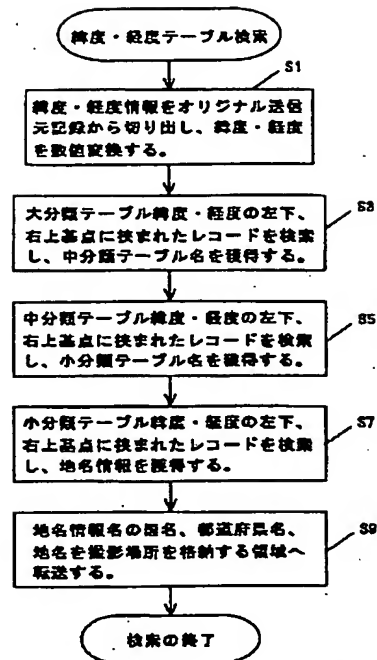 緯度・経度テーブル検索
S1
緯度・経度情報をオリジナル送信
元記録から切り出し、緯度・経度
を数値変換する。
S3
大分類テーブル緯度・経度の左下、
右上基点に挟まれたレコードを検索
し、中分類テーブル名を獲得する。
S5
中分類テーブル緯度・経度の左下、
右上基点に挟まれたレコードを検索
し、小分類テーブル名を獲得する。
S7
小分類テーブル緯度・経度の左下、
右上基点に挟まれたレコードを検索
し、地名情報を獲得する。
S9
地名情報名の国名、都道府県名、
地名を撮影場所を格納する領域へ
転送する。
検索の終了